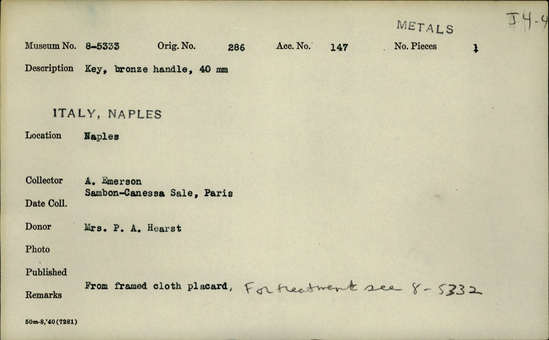 METALS
I4-4
Museum No. 8-5333 Orig. No. 286 Acc. No. 147 No. Pieces 1
Description Key, bronze handle, 40 mm
ITALY, NAPLES
Location Naples
Collector A. Emerson
Sambon-Canessa Sale, Paris
Date Coll.
Donor Mrs. P. A. Hearst
Photo
Published
Remarks From framed cloth placard, For treatment see 8-5332
50m-8,'40(7281)